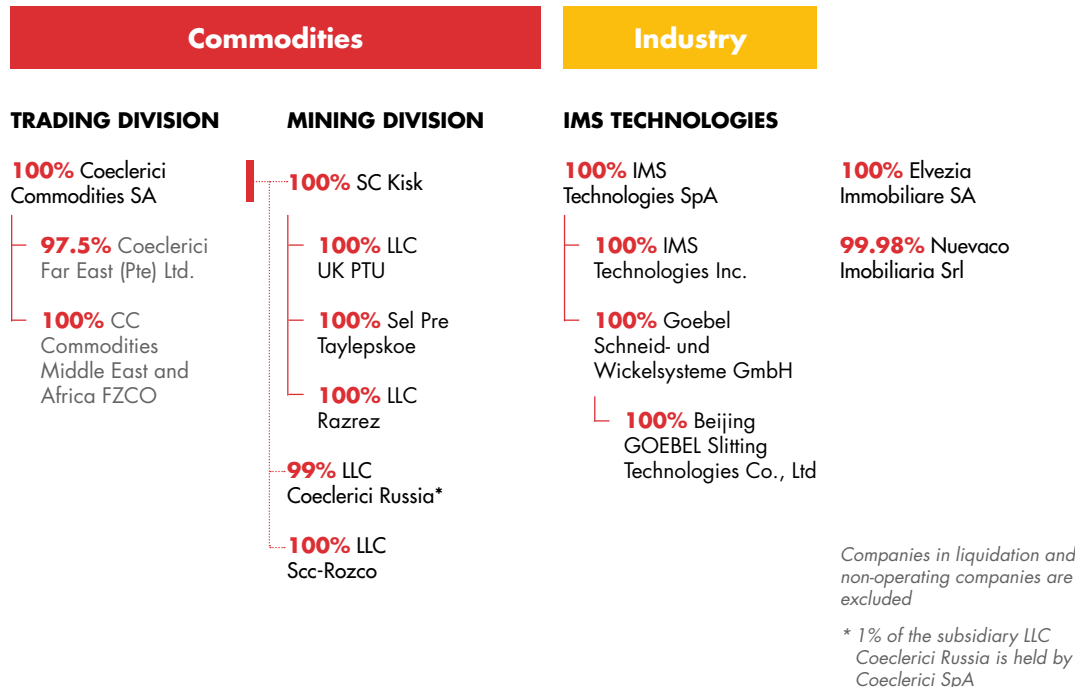 Commodities
Industry
TRADING DIVISION
100% Coeclerici
Commodities SA
97.5% Coeclerici
Far East (Pte) Ltd.
100% CC
Commodities
Middle East and
Africa FZCO
MINING DIVISION
100% SC Kisk
100% LLC
UK PTU
100% Sel Pre
Taylepskoe
100% LLC
Razrez
99% LLC
Coeclerici Russia*
100% LLC
Scc-Rozco
IMS TECHNOLOGIES
100% IMS
Technologies SpA
100% IMS
Technologies Inc.
100% Goebel
Schneid- und
Wickelsysteme GmbH
100% Beijing
GOEBEL Slitting
Technologies Co., Ltd
100% Elvezia
Immobiliare SA
99.98% Nuevaco
Imobiliaria Srl
Companies in liquidation and
non-operating companies are
excluded
* 1% of the subsidiary LLC
Coeclerici Russia is held by
Coeclerici SpA